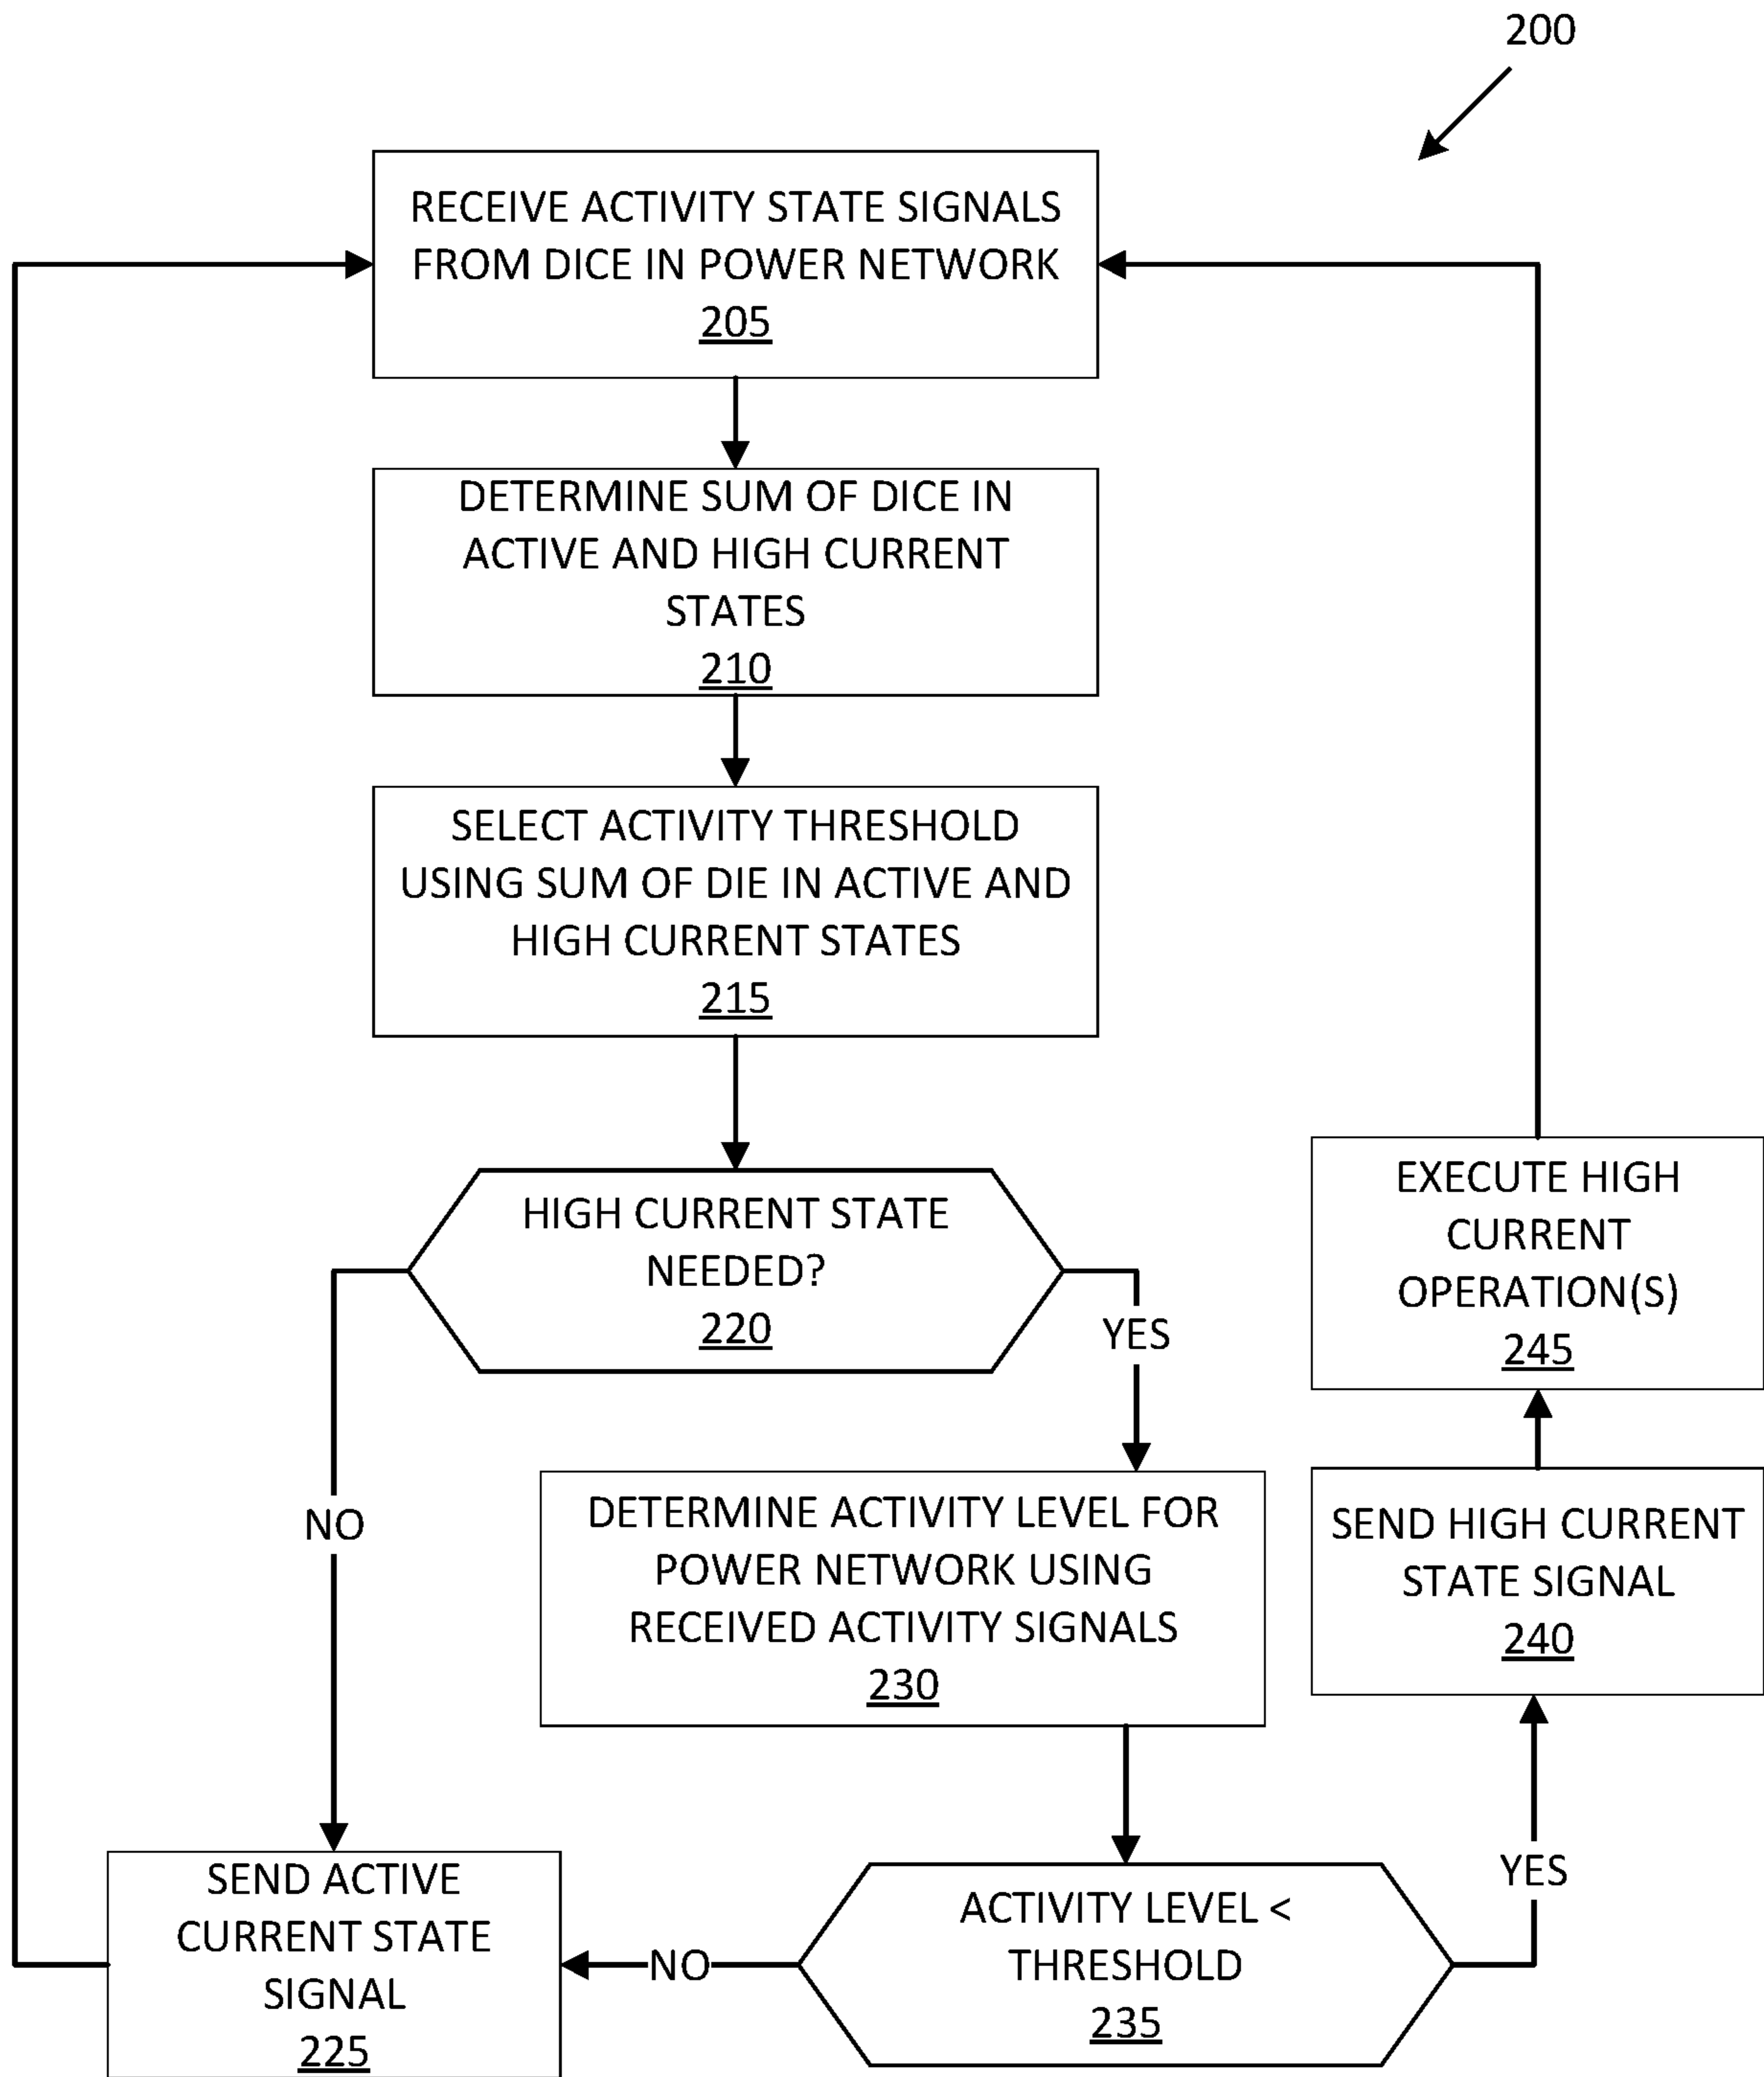 200
RECEIVE ACTIVITY STATE SIGNALS
FROM DICE IN POWER NETWORK
205
DETERMINE SUM OF DICE IN
ACTIVE AND HIGH CURRENT
STATES
210
SELECT ACTIVITY THRESHOLD
USING SUM OF DIE IN ACTIVE AND
HIGH CURRENT STATES
215
HIGH CURRENT STATE
NEEDED?
220
YES
NO
EXECUTE HIGH
CURRENT
OPERATION(S)
245
DETERMINE ACTIVITY LEVEL FOR
POWER NETWORK USING
RECEIVED ACTIVITY SIGNALS
230
SEND HIGH CURRENT
STATE SIGNAL
240
SEND ACTIVE
CURRENT STATE
SIGNAL
225
NO
ACTIVITY LEVEL <
THRESHOLD
235
YES